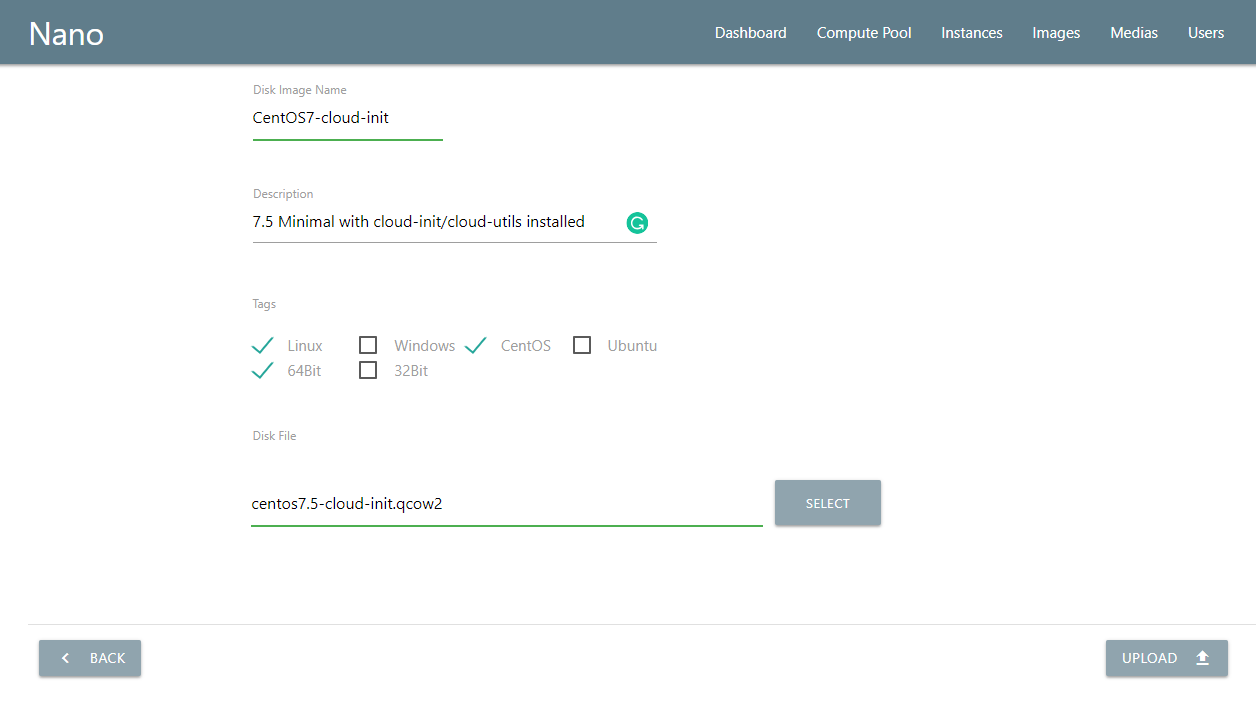 Nano Dashboard Compute Pool Instances Images Medias Users
Disk Image Name
CentOS7-cloud-init
Description
7.5 Minimal with cloud-init/cloud-utils installed
Tags
Linux Windows CentOS Ubuntu
64Bit 32Bit
Disk File
centos7.5-cloud-init.qcow2 SELECT
BACK UPLOAD